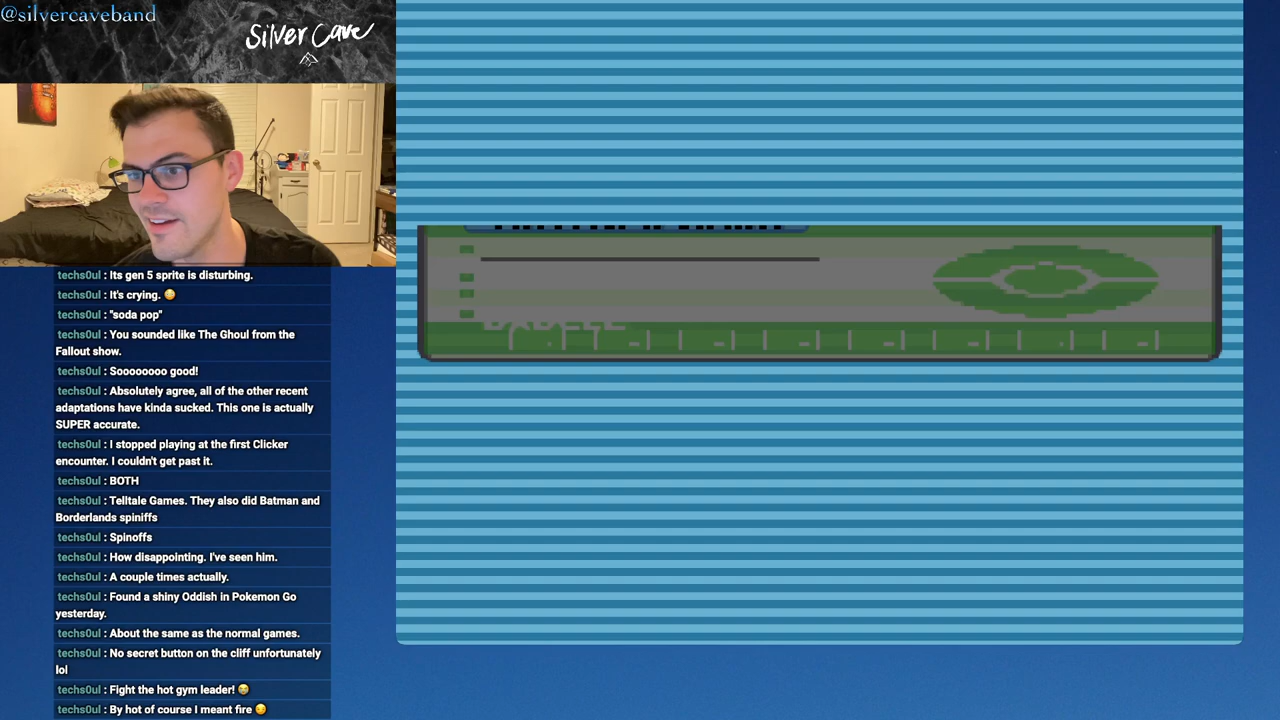 @silvercaveband
Silver Cave
techs0ul : Its gen 5 sprite is disturbing.
techs0ul : It's crying. 😳
techs0ul : "soda pop"
techs0ul : You sounded like The Ghoul from the
Fallout show.
techs0ul : Soooooooo good!
techs0ul : Absolutely agree, all of the other recent
adaptations have kinda sucked. This one is actually
SUPER accurate.
techs0ul : I stopped playing at the first Clicker
encounter. I couldn't get past it.
techs0ul : BOTH
techs0ul : Telltale Games. They also did Batman and
Borderlands spiniffs
techs0ul : Spinoffs
techs0ul : How disappointing. I've seen him.
techs0ul : A couple times actually.
techs0ul : Found a shiny Oddish in Pokemon Go
yesterday.
techs0ul : About the same as the normal games.
techs0ul : No secret button on the cliff unfortunately
lol
techs0ul : Fight the hot gym leader! 😭
techs0ul : By hot of course I meant fire 😏